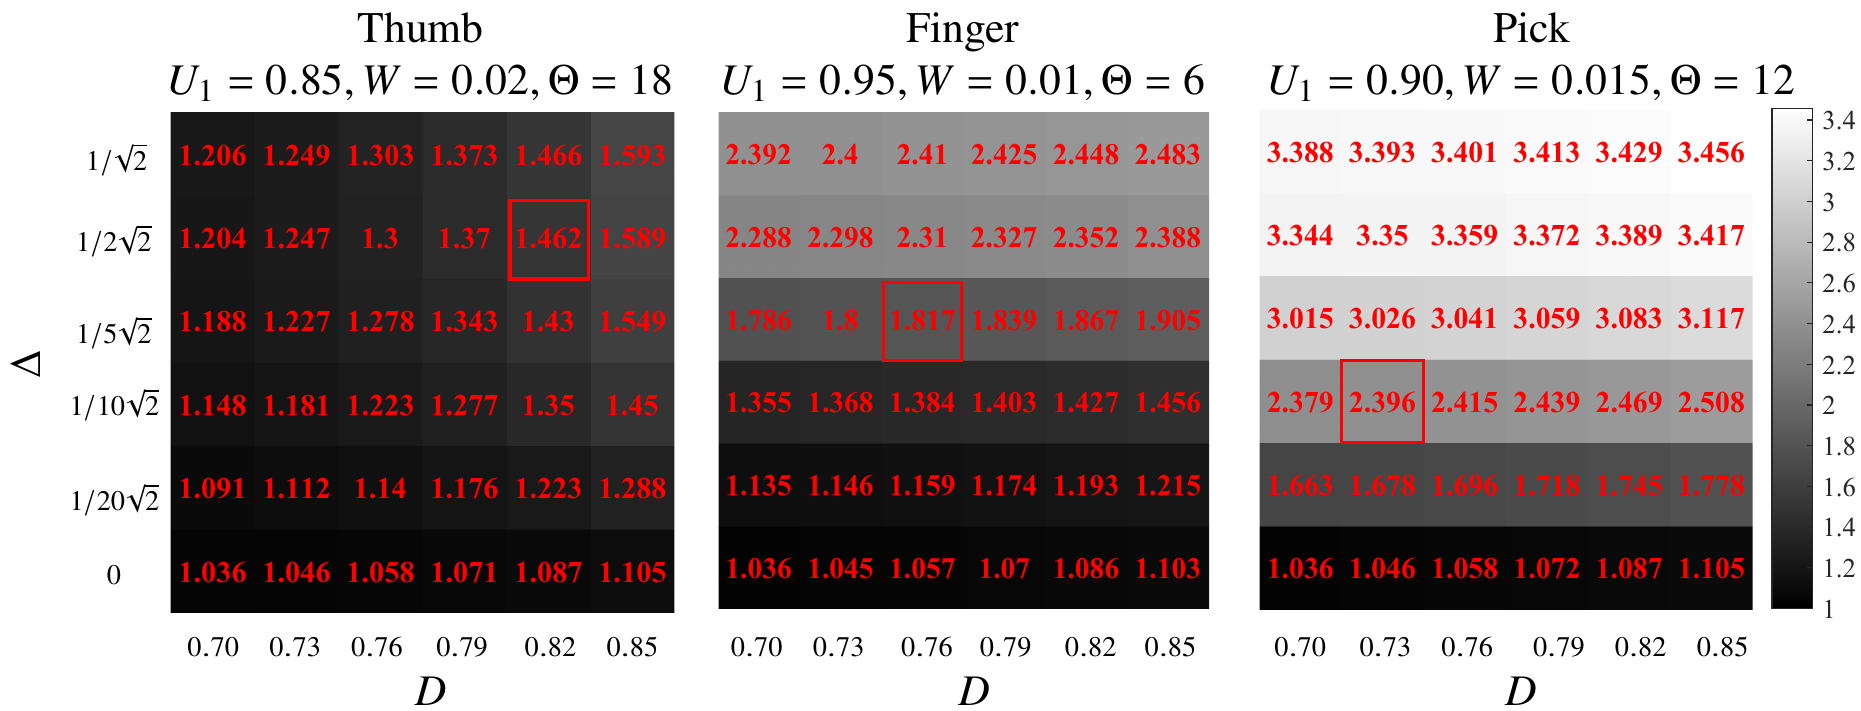 Thumb Finger Pick
U₁ = 0.85, W = 0.02, Θ = 18 U₁ = 0.95, W = 0.01, Θ = 6 U₁ = 0.90, W = 0.015, Θ = 12
1/√2 1.206 1.249 1.303 1.373 1.466 1.593 2.392 2.4 2.41 2.425 2.448 2.483 3.388 3.393 3.401 3.413 3.429 3.456 3.4
3.2
3
1/2√2 1.204 1.247 1.3 1.37 1.462 1.589 2.288 2.298 2.31 2.327 2.352 2.388 3.344 3.35 3.359 3.372 3.389 3.417 2.8
2.6
1/5√2 1.188 1.227 1.278 1.343 1.43 1.549 1.786 1.8 1.817 1.839 1.867 1.905 3.015 3.026 3.041 3.059 3.083 3.117 2.4
Δ 2.2
1/10√2 1.148 1.181 1.223 1.277 1.35 1.45 1.355 1.368 1.384 1.403 1.427 1.456 2.379 2.396 2.415 2.439 2.469 2.508 2
1.8
1/20√2 1.091 1.112 1.14 1.176 1.223 1.288 1.135 1.146 1.159 1.174 1.193 1.215 1.663 1.678 1.696 1.718 1.745 1.778 1.6
1.4
0 1.036 1.046 1.058 1.071 1.087 1.105 1.036 1.045 1.057 1.07 1.086 1.103 1.036 1.046 1.058 1.072 1.087 1.105 1.2
1
0.70 0.73 0.76 0.79 0.82 0.85 0.70 0.73 0.76 0.79 0.82 0.85 0.70 0.73 0.76 0.79 0.82 0.85
D D D